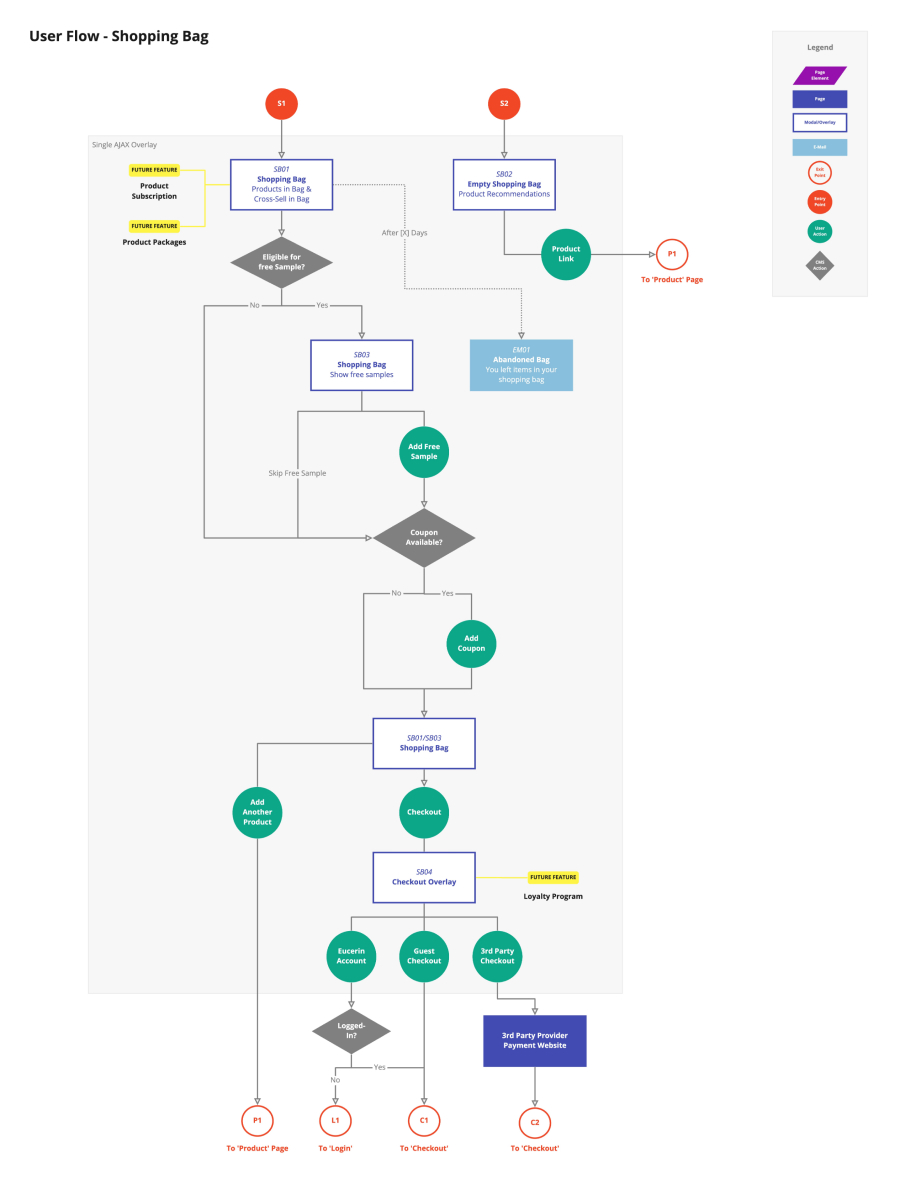 User Flow - Shopping Bag
Legend
Page
Element
Page
Modal/Overlay
E-Mail
Exit
Point
Entry
Point
User
Action
CMS
Action
S1
S2
Single AJAX Overlay
FUTURE FEATURE
Product
Subscription
FUTURE FEATURE
Product Packages
SB01
Shopping Bag
Products in Bag &
Cross-Sell in Bag
SB02
Empty Shopping Bag
Product Recommendations
After [X] Days
Product
Link
P1
To 'Product' Page
Eligible for
free Sample?
No
Yes
SB03
Shopping Bag
Show free samples
EM01
Abandoned Bag
You left items in your
shopping bag
Add Free
Sample
Skip Free Sample
Coupon
Available?
No
Yes
Add
Coupon
SB01/SB03
Shopping Bag
Add
Another
Product
Checkout
SB04
Checkout Overlay
FUTURE FEATURE
Loyalty Program
Eucerin
Account
Guest
Checkout
3rd Party
Checkout
Logged-
In?
3rd Party Provider
Payment Website
Yes
No
P1
To 'Product' Page
L1
To 'Login'
C1
To 'Checkout'
C2
To 'Checkout'